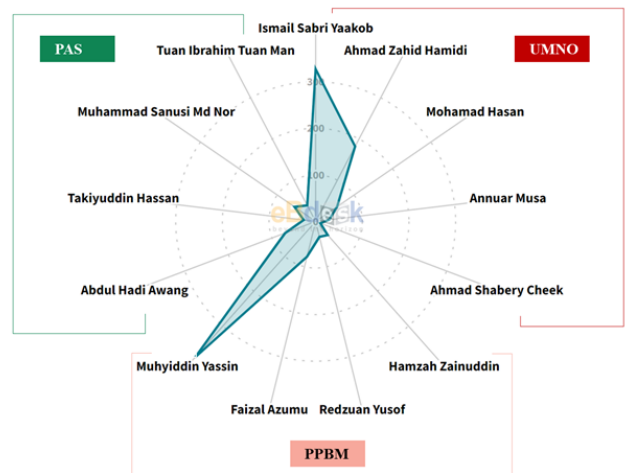 Ismail Sabri Yaakob
PAS
UMNO
Tuan Ibrahim Tuan Man
Ahmad Zahid Hamidi
300
Muhammad Sanusi Md Nor
Mohamad Hasan
200
100
Takiyuddin Hassan
Annuar Musa
eBdesk
0
Abdul Hadi Awang
Ahmad Shabery Cheek
Muhyiddin Yassin
Hamzah Zainuddin
Faizal Azumu
Redzuan Yusof
PPBM